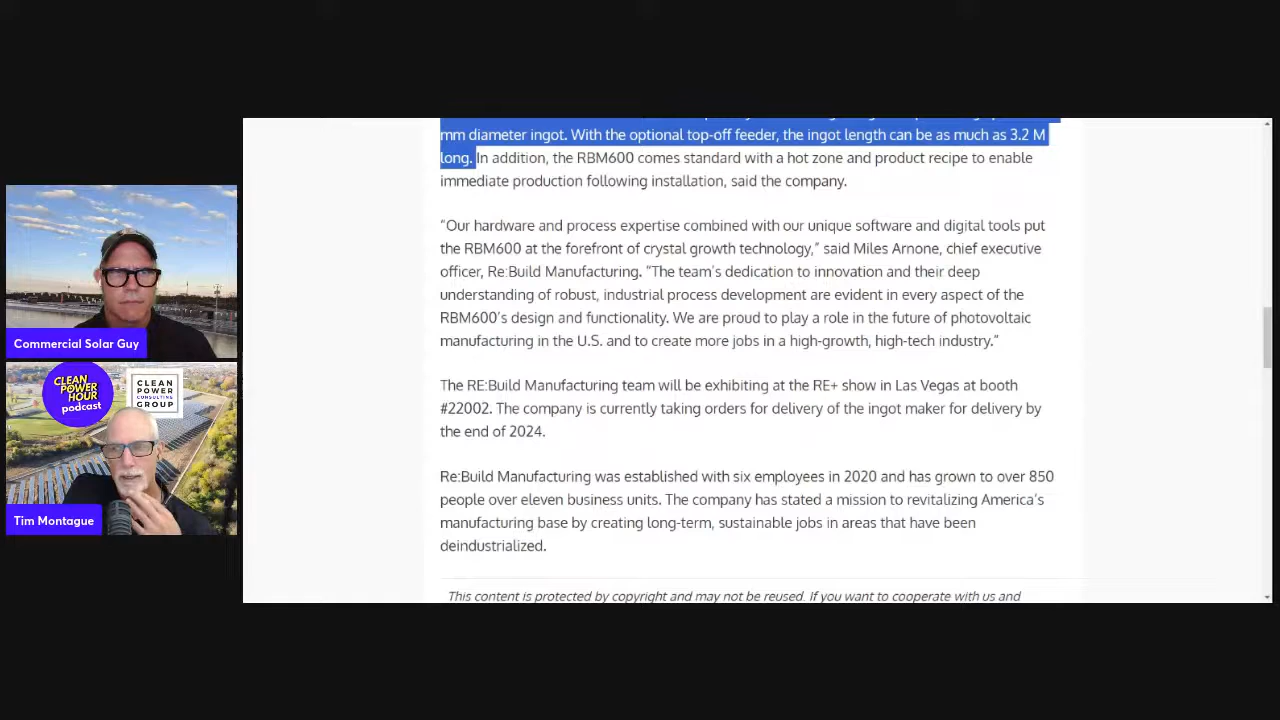 mm diameter ingot. With the optional top-off feeder, the ingot length can be as much as 3.2 M
long. In addition, the RBM600 comes standard with a hot zone and product recipe to enable
immediate production following installation, said the company.
“Our hardware and process expertise combined with our unique software and digital tools put
the RBM600 at the forefront of crystal growth technology,” said Miles Arnone, chief executive
officer, Re:Build Manufacturing. “The team’s dedication to innovation and their deep
understanding of robust, industrial process development are evident in every aspect of the
RBM600’s design and functionality. We are proud to play a role in the future of photovoltaic
manufacturing in the U.S. and to create more jobs in a high-growth, high-tech industry.”
The RE:Build Manufacturing team will be exhibiting at the RE+ show in Las Vegas at booth
#22002. The company is currently taking orders for delivery of the ingot maker for delivery by
the end of 2024.
Re:Build Manufacturing was established with six employees in 2020 and has grown to over 850
people over eleven business units. The company has stated a mission to revitalizing America’s
manufacturing base by creating long-term, sustainable jobs in areas that have been
deindustrialized.
This content is protected by copyright and may not be reused. If you want to cooperate with us and
Commercial Solar Guy
CLEAN
POWER
HOUR
podcast
CLEAN
POWER
CONSULTING
GROUP
Tim Montague